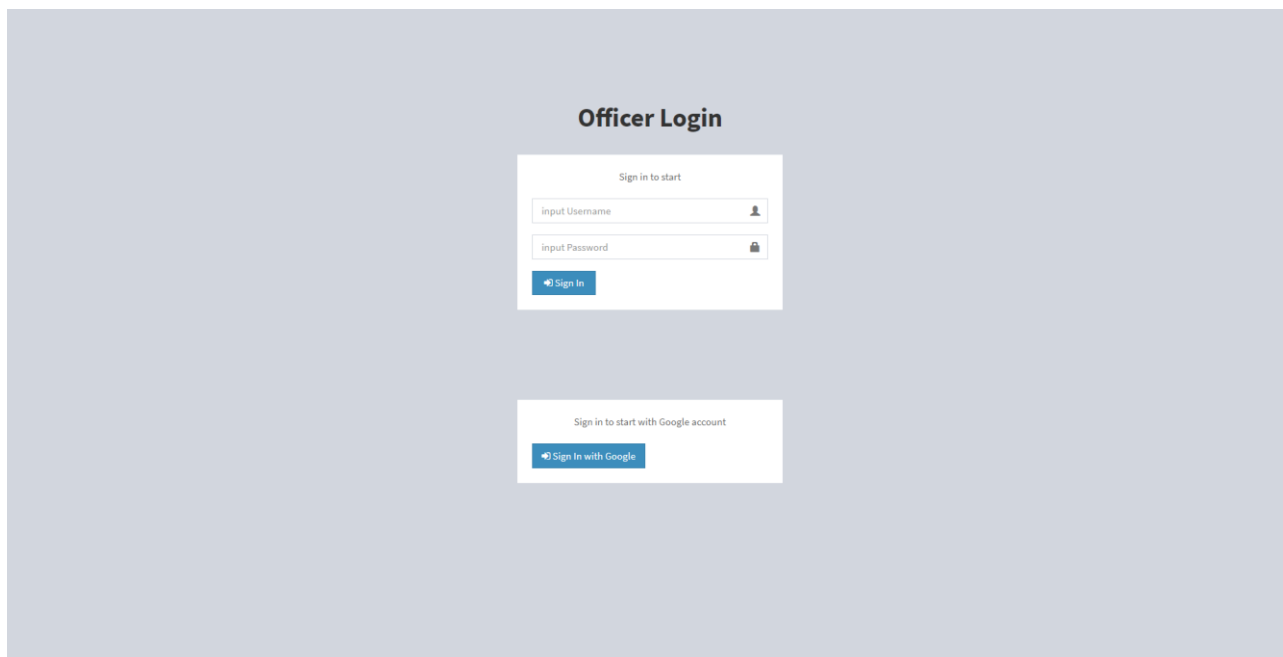 Officer Login
Sign in to start
input Username
input Password
Sign In
Sign in to start with Google account
Sign In with Google